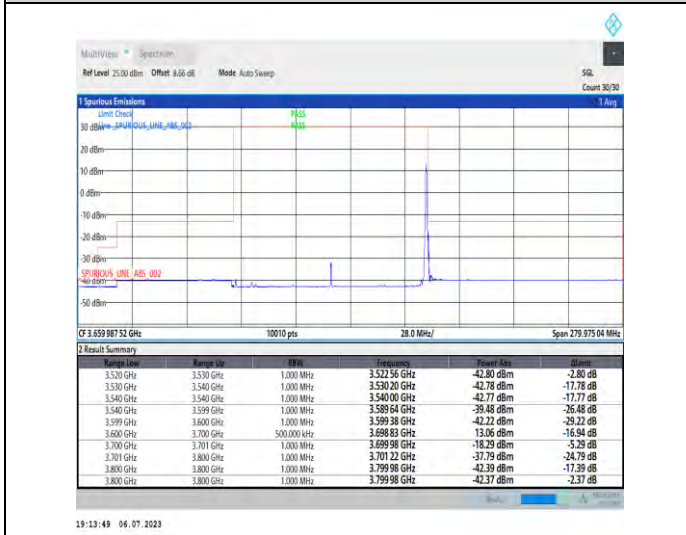 MultiView Spectrum
Ref Level 25.00 dBm Offset 8.66 dB Mode Auto Sweep SGL
Count 30/30
1 Spurious Emissions 1 Avg
Limit Check PASS
30 dBm Line _SPURIOUS_LINE_ABS_002 PASS
20 dBm
10 dBm
0 dBm
-10 dBm
-20 dBm
-30 dBm
SPURIOUS_LINE_ABS_002
-40 dBm
-50 dBm
CF 3.659 987 52 GHz 10010 pts 28.0 MHz/ Span 279.975 04 MHz
2 Result Summary
Range Low Range Up RBW Frequency Power Abs ΔLimit
3.520 GHz 3.530 GHz 1.000 MHz 3.522 56 GHz -42.80 dBm -2.80 dB
3.530 GHz 3.540 GHz 1.000 MHz 3.530 20 GHz -42.78 dBm -17.78 dB
3.540 GHz 3.540 GHz 1.000 MHz 3.540 00 GHz -42.77 dBm -17.77 dB
3.540 GHz 3.599 GHz 1.000 MHz 3.589 64 GHz -39.48 dBm -26.48 dB
3.599 GHz 3.600 GHz 1.000 MHz 3.599 38 GHz -42.22 dBm -29.22 dB
3.600 GHz 3.700 GHz 500.000 kHz 3.698 83 GHz 13.06 dBm -16.94 dB
3.700 GHz 3.701 GHz 1.000 MHz 3.699 98 GHz -18.29 dBm -5.29 dB
3.701 GHz 3.800 GHz 1.000 MHz 3.701 22 GHz -37.79 dBm -24.79 dB
3.800 GHz 3.800 GHz 1.000 MHz 3.799 98 GHz -42.39 dBm -17.39 dB
3.800 GHz 3.800 GHz 1.000 MHz 3.799 98 GHz -42.37 dBm -2.37 dB
19:13:49 06.07.2023